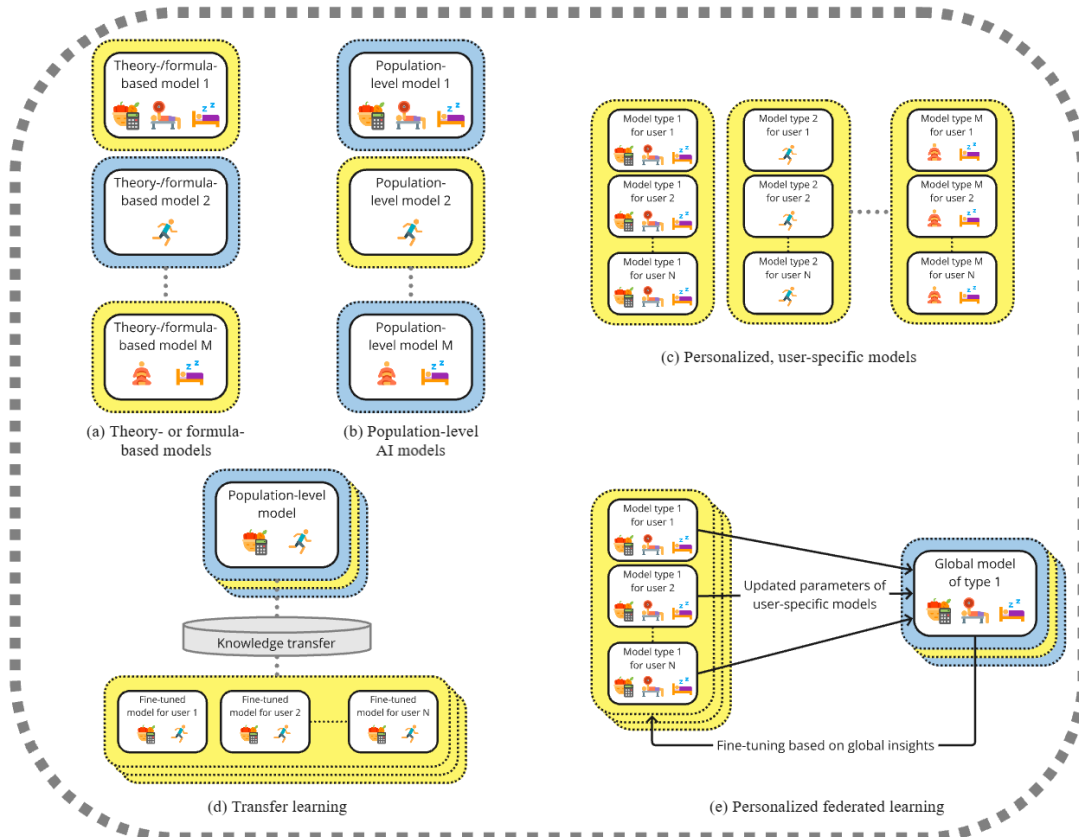 Theory-/formula-
based model 1
Theory-/formula-
based model 2
Theory-/formula-
based model M
(a) Theory- or formula-
based models
Population-
level model 1
Population-
level model 2
Population-
level model M
(b) Population-level
AI models
Model type 1
for user 1
Model type 1
for user 2
Model type 1
for user N
Model type 2
for user 1
Model type 2
for user 2
Model type 2
for user N
Model type M
for user 1
Model type M
for user 2
Model type M
for user N
(c) Personalized, user-specific models
Population-level
model
Knowledge transfer
Fine-tuned
model for user 1
Fine-tuned
model for user 2
Fine-tuned
model for user N
(d) Transfer learning
Model type 1
for user 1
Model type 1
for user 2
Model type 1
for user N
Updated parameters of
user-specific models
Global model
of type 1
Fine-tuning based on global insights
(e) Personalized federated learning